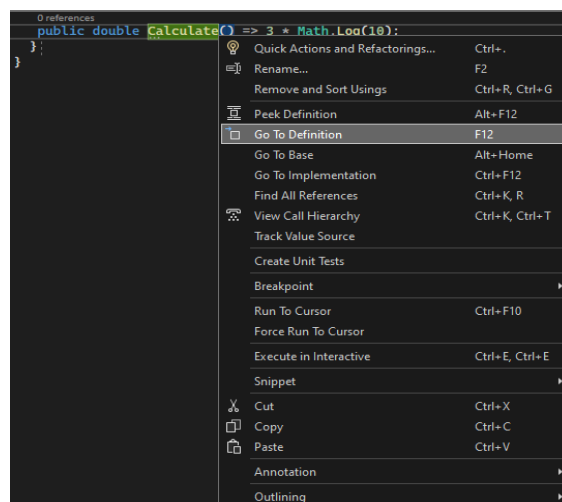 0 references
public double Calculate() => 3 * Math.Log(10);
}
}
Quick Actions and Refactorings... Ctrl+.
Rename... F2
Remove and Sort Usings Ctrl+R, Ctrl+G
Peek Definition Alt+F12
Go To Definition F12
Go To Base Alt+Home
Go To Implementation Ctrl+F12
Find All References Ctrl+K, R
View Call Hierarchy Ctrl+K, Ctrl+T
Track Value Source
Create Unit Tests
Breakpoint
Run To Cursor Ctrl+F10
Force Run To Cursor
Execute in Interactive Ctrl+E, Ctrl+E
Snippet
Cut Ctrl+X
Copy Ctrl+C
Paste Ctrl+V
Annotation
Outlining